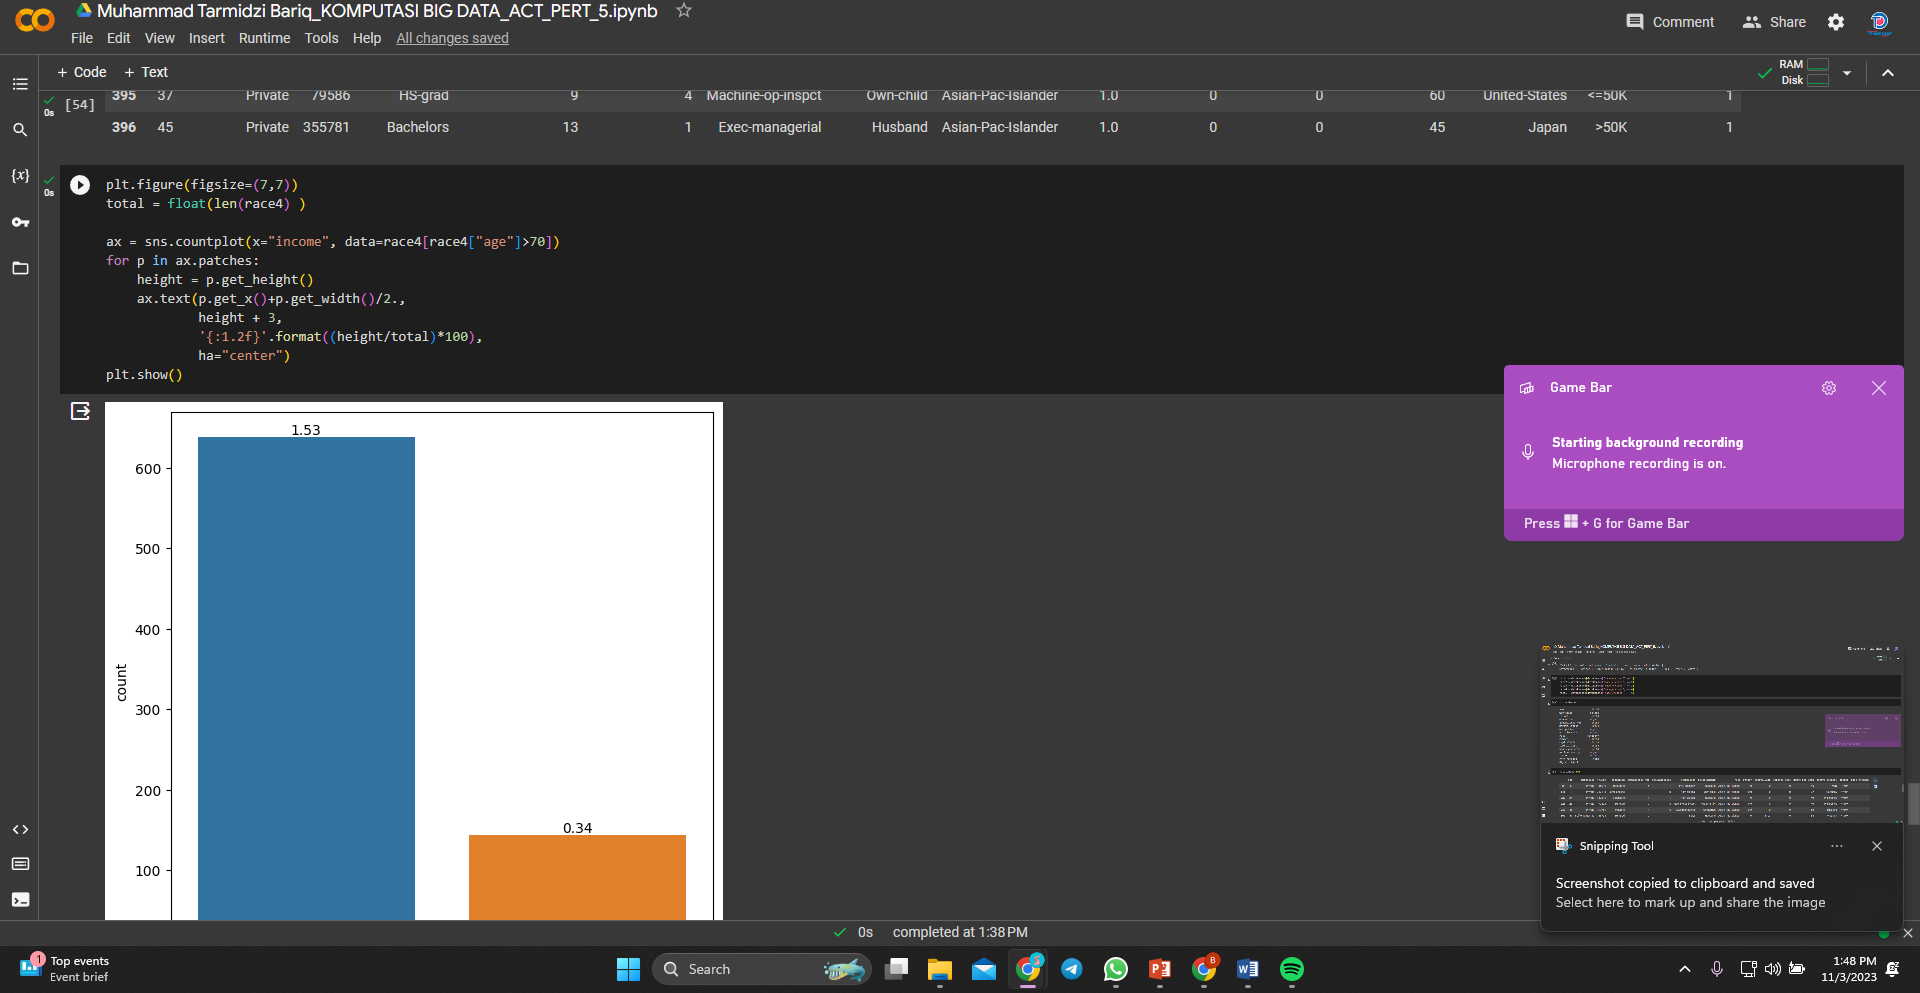 Muhammad Tarmidzi Bariq_KOMPUTASI BIG DATA_ACT_PERT_5.ipynb
Comment
Share
File Edit View Insert Runtime Tools Help All changes saved
+ Code + Text
RAM
Disk
{x}
0s
[54]
395 37 Private 79586 HS-grad 9 4 Machine-op-inspct Own-child Asian-Pac-Islander 1.0 0 0 60 United-States <=50K 1
396 45 Private 355781 Bachelors 13 1 Exec-managerial Husband Asian-Pac-Islander 1.0 0 0 45 Japan >50K 1
0s
plt.figure(figsize=(7,7))
total = float(len(race4) )
ax = sns.countplot(x="income", data=race4[race4["age"]>70])
for p in ax.patches:
height = p.get_height()
ax.text(p.get_x()+p.get_width()/2.,
height + 3,
'{:1.2f}'.format((height/total)*100),
ha="center")
plt.show()
1.53
0.34
600
500
400
300
200
100
count
Game Bar
Starting background recording
Microphone recording is on.
Press + G for Game Bar
Snipping Tool
Screenshot copied to clipboard and saved
Select here to mark up and share the image
0s completed at 1:38 PM
1
Top events
Event brief
Search
B
1:48 PM
11/3/2023